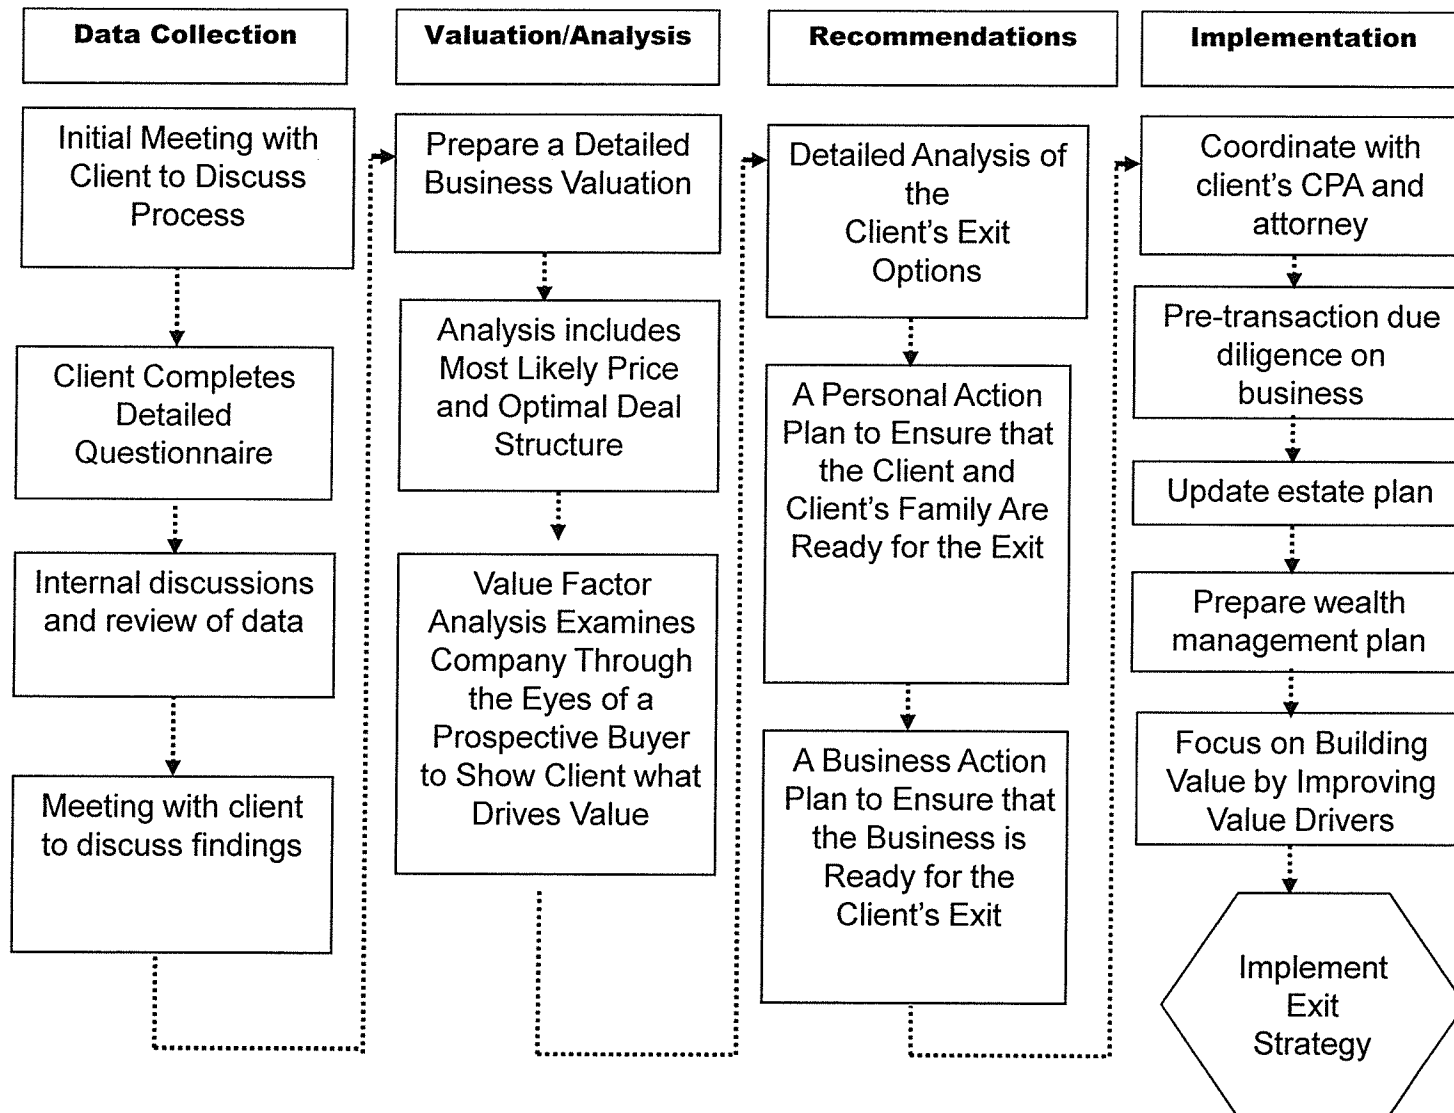 Data Collection
Initial Meeting with
Client to Discuss
Process
Client Completes
Detailed
Questionnaire
Internal discussions
and review of data
Meeting with client
to discuss findings
Valuation/Analysis
Prepare a Detailed
Business Valuation
Analysis includes
Most Likely Price
and Optimal Deal
Structure
Value Factor
Analysis Examines
Company Through
the Eyes of a
Prospective Buyer
to Show Client what
Drives Value
Recommendations
Detailed Analysis of
the
Client's Exit
Options
A Personal Action
Plan to Ensure that
the Client and
Client's Family Are
Ready for the Exit
A Business Action
Plan to Ensure that
the Business is
Ready for the
Client's Exit
Implementation
Coordinate with
client's CPA and
attorney
Pre-transaction due
diligence on
business
Update estate plan
Prepare wealth
management plan
Focus on Building
Value by Improving
Value Drivers
Implement
Exit
Strategy